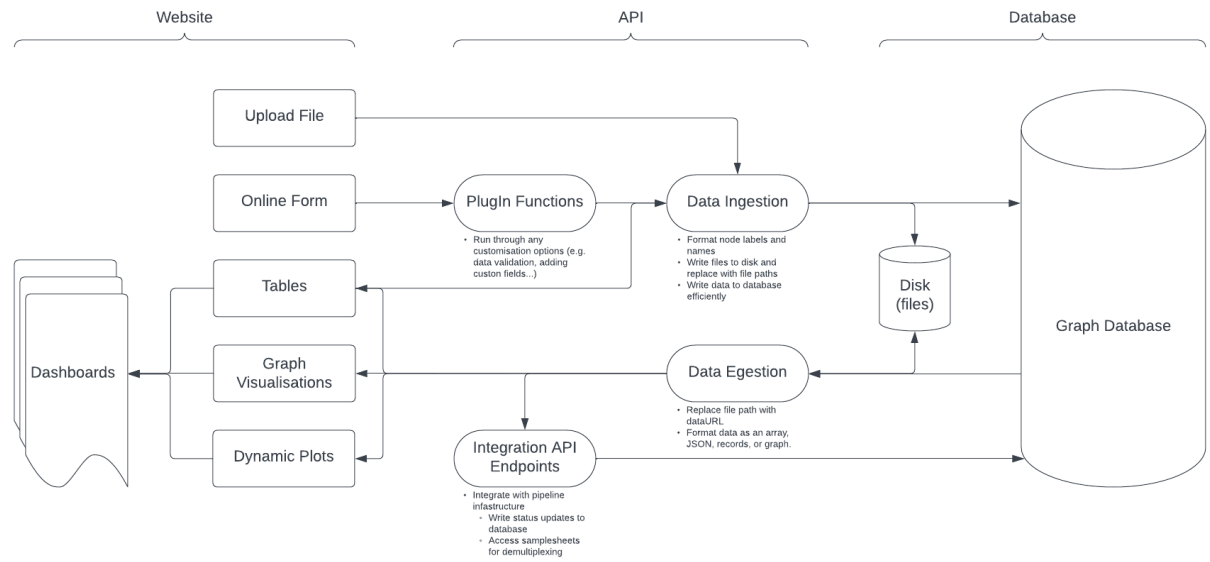 Website
API
Database
Upload File
Online Form
PlugIn Functions
• Run through any
customisation options (e.g.
data validation, adding
custon fields...)
Data Ingestion
• Format node labels and
names
• Write files to disk and
replace with file paths
• Write data to database
efficiently
Tables
Disk
(files)
Graph Database
Dashboards
Graph
Visualisations
Data Egestion
• Replace file path with
dataURL
• Format data as an array,
JSON, records, or graph.
Dynamic Plots
Integration API
Endpoints
• Integrate with pipeline
infastructure
◦ Write status updates to
database
◦ Access samplesheets
for demultiplexing